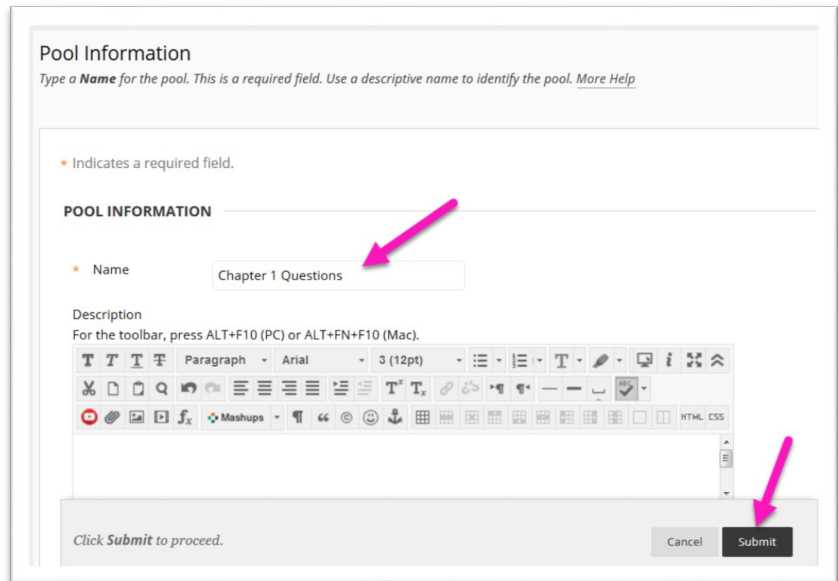 Pool Information
Type a Name for the pool. This is a required field. Use a descriptive name to identify the pool. More Help
* Indicates a required field.
POOL INFORMATION
* Name Chapter 1 Questions
Description
For the toolbar, press ALT+F10 (PC) or ALT+FN+F10 (Mac).
T T T T Paragraph Arial 3 (12pt) T i
ABC
fx Mashups ¶ “ © HTML CSS
Click Submit to proceed. Cancel Submit